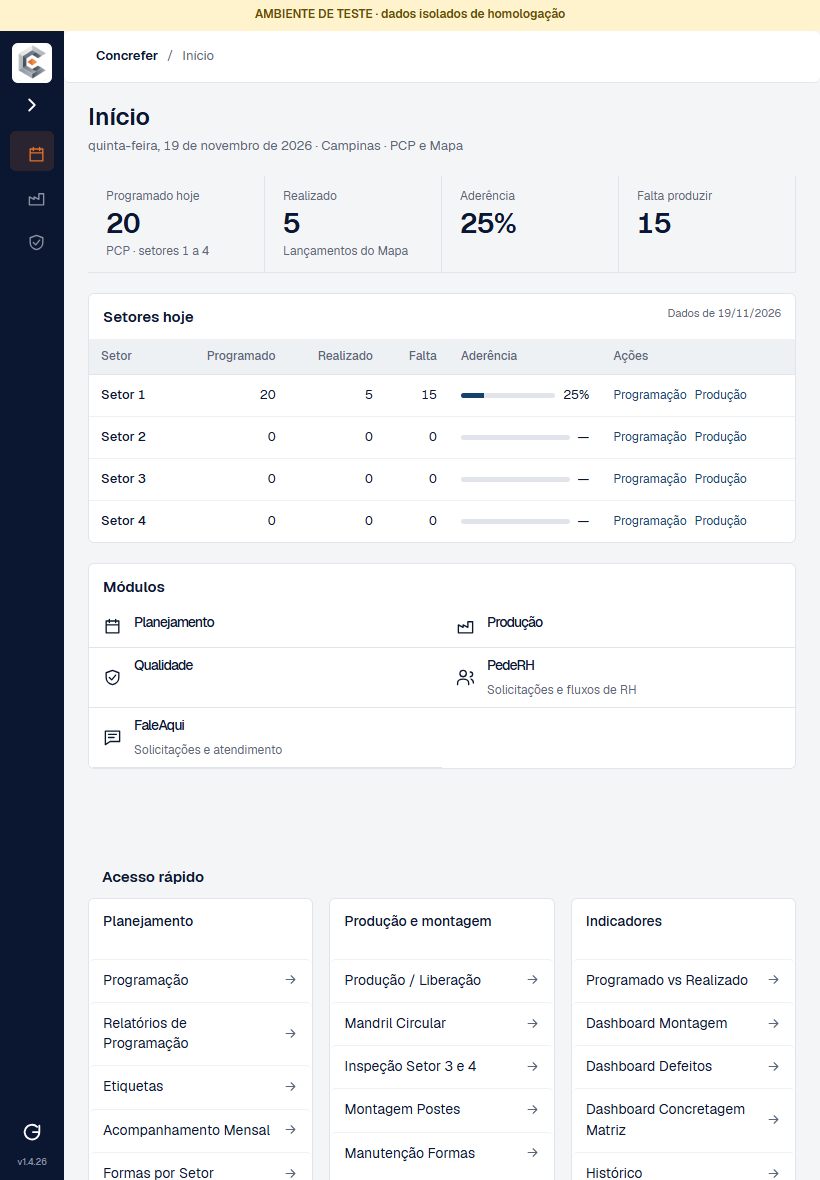 AMBIENTE DE TESTE · dados isolados de homologação
Concrefer / Início
Início
quinta-feira, 19 de novembro de 2026 · Campinas · PCP e Mapa
Programado hoje
20
PCP · setores 1 a 4
Realizado
5
Lançamentos do Mapa
Aderência
25%
Falta produzir
15
Setores hoje
Dados de 19/11/2026
Setor Programado Realizado Falta Aderência Ações
Setor 1 20 5 15 25% Programação Produção
Setor 2 0 0 0 — Programação Produção
Setor 3 0 0 0 — Programação Produção
Setor 4 0 0 0 — Programação Produção
Módulos
Planejamento
Produção
Qualidade
PedeRH
Solicitações e fluxos de RH
FaleAqui
Solicitações e atendimento
Acesso rápido
Planejamento
Programação →
Relatórios de
Programação →
Etiquetas →
Acompanhamento Mensal →
Formas por Setor →
Produção e montagem
Produção / Liberação →
Mandril Circular →
Inspeção Setor 3 e 4 →
Montagem Postes →
Manutenção Formas →
Indicadores
Programado vs Realizado →
Dashboard Montagem →
Dashboard Defeitos →
Dashboard Concretagem
Matriz →
Histórico →
v1.4.26